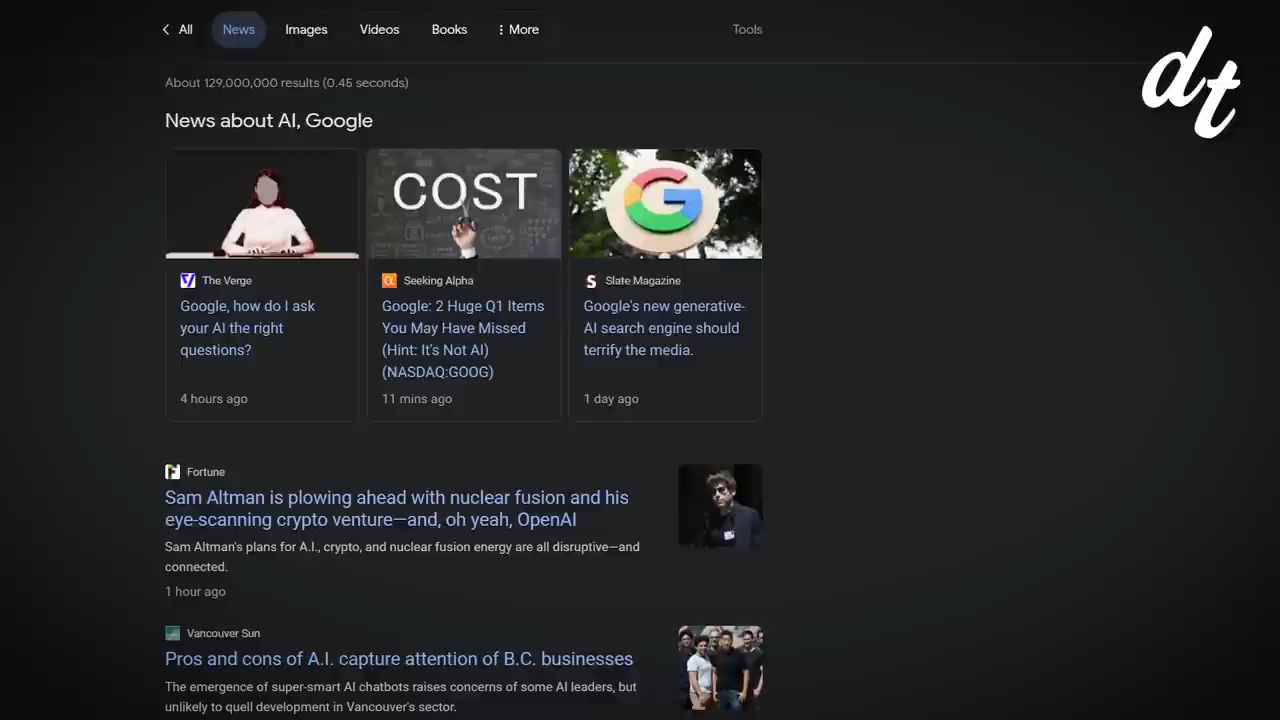 All
News
Images
Videos
Books
More
Tools
dt
About 129,000,000 results (0.45 seconds)
News about AI, Google
The Verge
Google, how do I ask
your AI the right
questions?
4 hours ago
COST
Seeking Alpha
Google: 2 Huge Q1 Items
You May Have Missed
(Hint: It's Not AI)
(NASDAQ:GOOG)
11 mins ago
G
Slate Magazine
Google's new generative-
AI search engine should
terrify the media.
1 day ago
Fortune
Sam Altman is plowing ahead with nuclear fusion and his
eye-scanning crypto venture—and, oh yeah, OpenAI
Sam Altman's plans for A.I., crypto, and nuclear fusion energy are all disruptive—and
connected.
1 hour ago
Vancouver Sun
Pros and cons of A.I. capture attention of B.C. businesses
The emergence of super-smart AI chatbots raises concerns of some AI leaders, but
unlikely to quell development in Vancouver's sector.